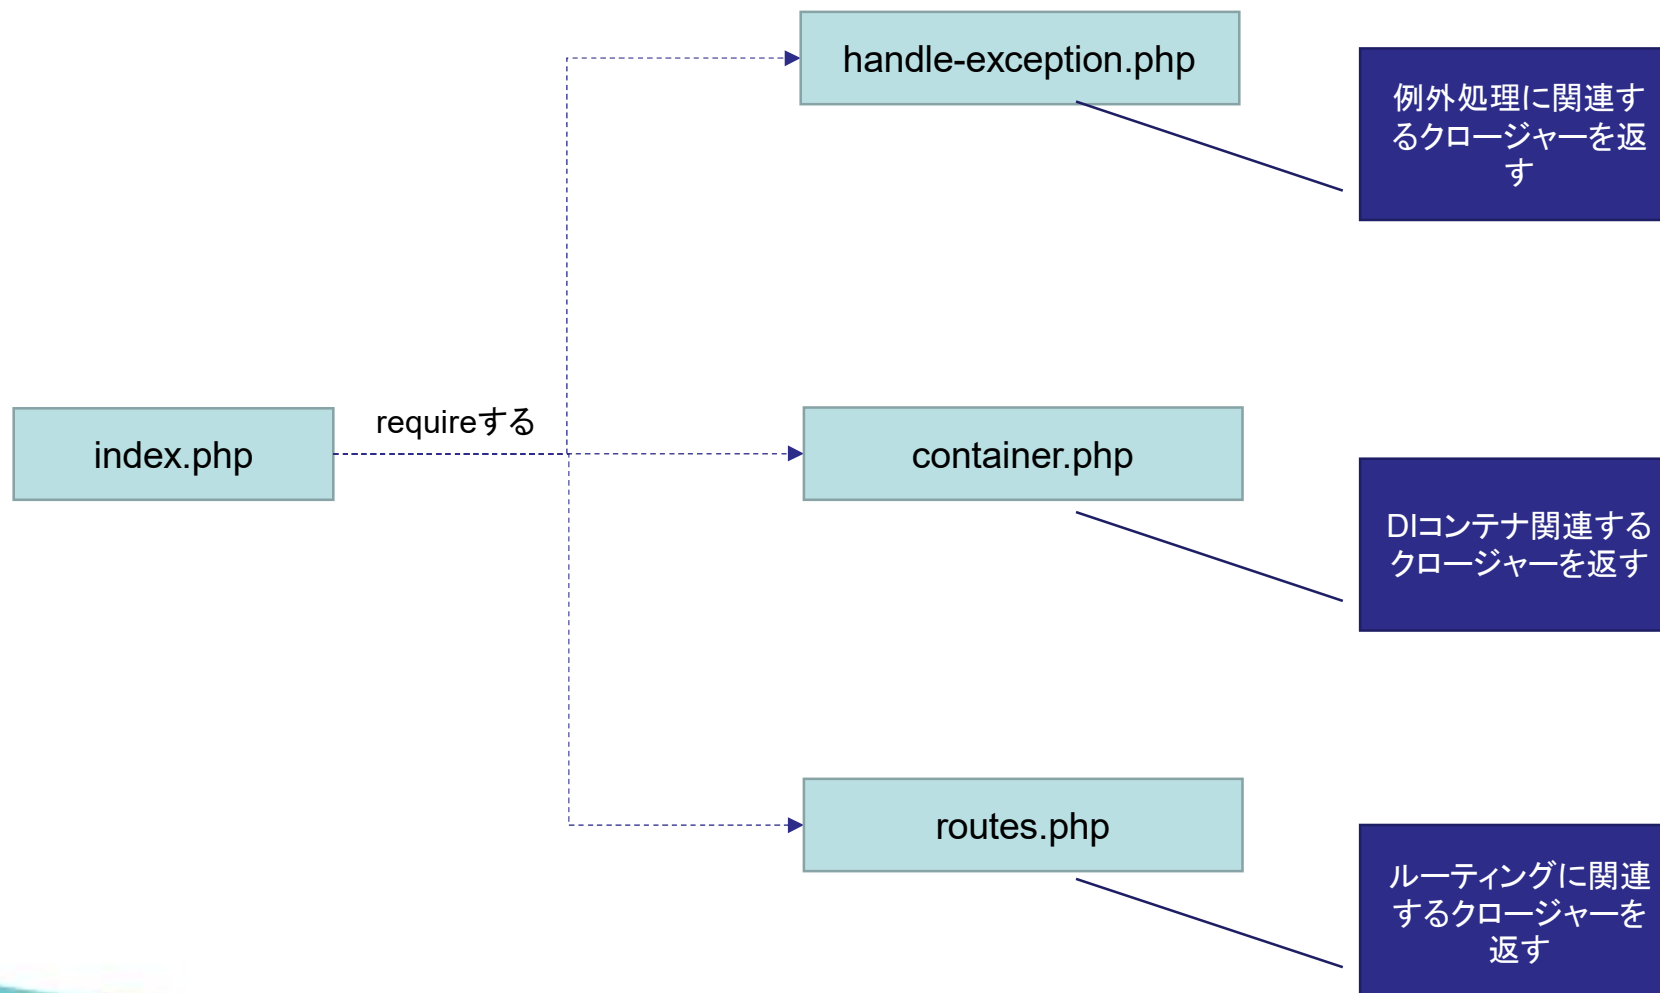 handle-exception.php
例外処理に関連す
るクロージャーを返
す
requireする
index.php
container.php
DIコンテナ関連する
クロージャーを返す
routes.php
ルーティングに関連
するクロージャーを
返す